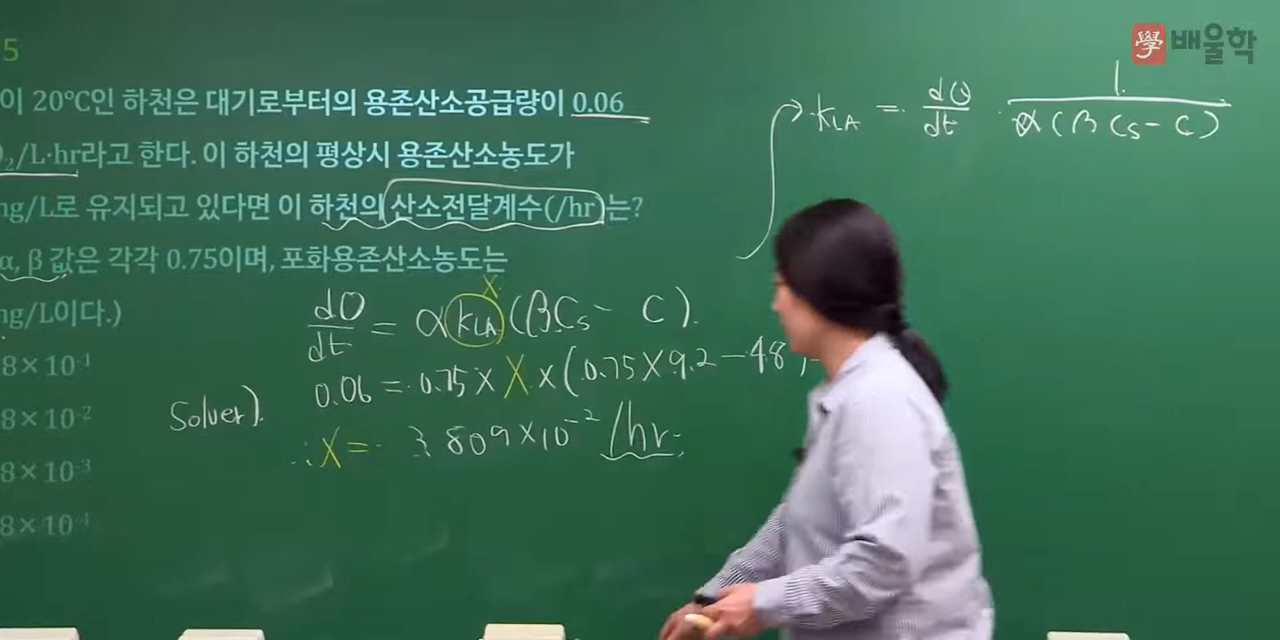 5
學 배울학
이 20℃인 하천은 대기로부터의 용존산소공급량이 0.06
O₂/L·hr라고 한다. 이 하천의 평상시 용존산소농도가
mg/L로 유지되고 있다면 이 하천의 산소전달계수(/hr)는?
α, β 값은 각각 0.75이며, 포화용존산소농도는
mg/L이다.)
8×10⁻¹
8×10⁻²
8×10⁻³
8×10⁻⁴
kLA = dO/dt 1/α(βCs-C)
dO/dt = α kLA (βCs - C)
X
0.06 = 0.75 × X × (0.75×9.2-48
Solver)
∴ X = 3.809×10⁻² /hr